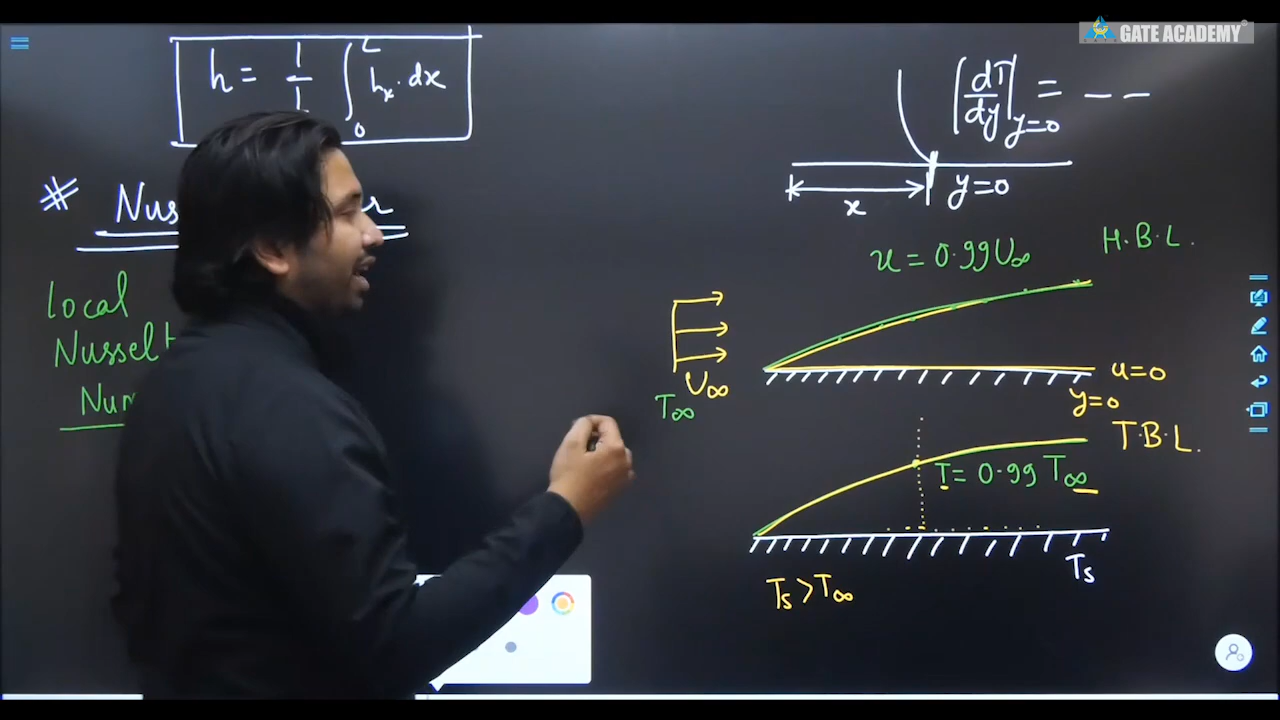 GATE ACADEMY
h = 1/L ∫₀ᴸ hₓ · dx
[dT/dy]y=0 = — —
x
y=0
* Nus r
local
Nusselt
Num
u = 0.99U∞
H.B.L.
U∞
T∞
u=0
y=0
T.B.L.
T = 0.99 T∞
Ts
Ts > T∞